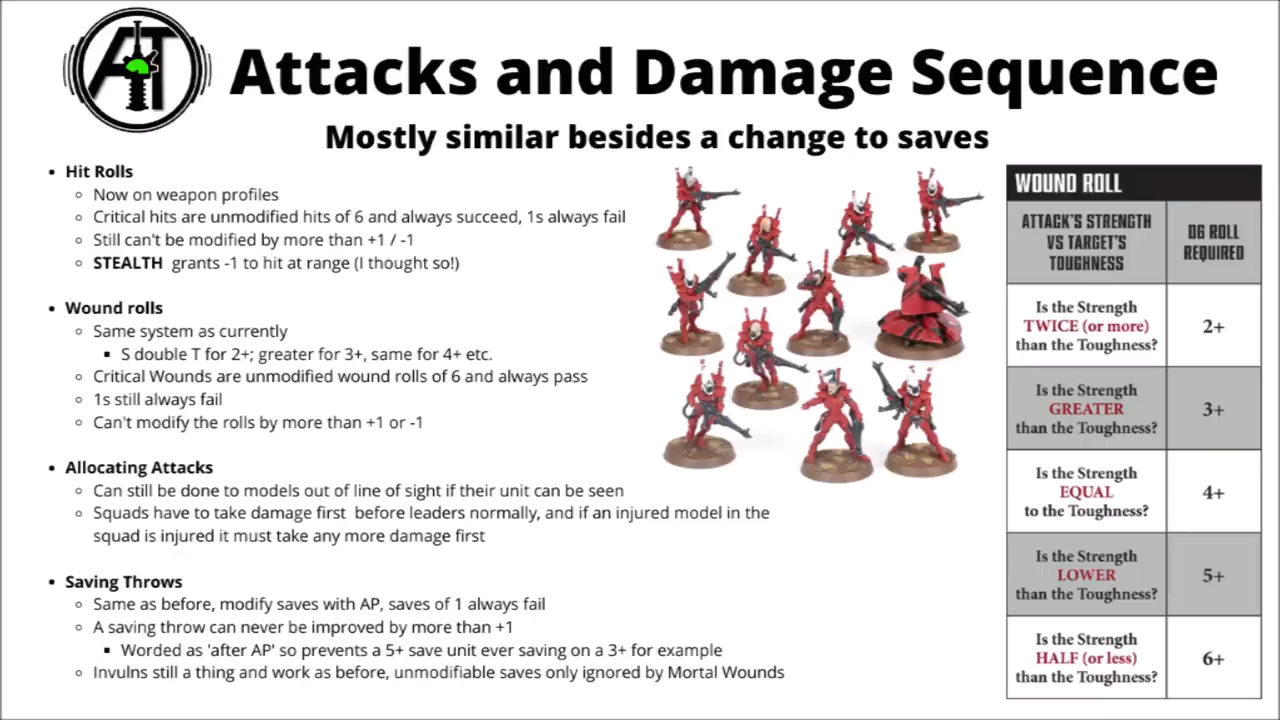 AT
Attacks and Damage Sequence
Mostly similar besides a change to saves
• Hit Rolls
◦ Now on weapon profiles
◦ Critical hits are unmodified hits of 6 and always succeed, 1s always fail
◦ Still can't be modified by more than +1 / -1
◦ STEALTH grants -1 to hit at range (I thought so!)
• Wound rolls
◦ Same system as currently
▪ S double T for 2+; greater for 3+, same for 4+ etc.
◦ Critical Wounds are unmodified wound rolls of 6 and always pass
◦ 1s still always fail
◦ Can't modify the rolls by more than +1 or -1
• Allocating Attacks
◦ Can still be done to models out of line of sight if their unit can be seen
◦ Squads have to take damage first before leaders normally, and if an injured model in the
squad is injured it must take any more damage first
• Saving Throws
◦ Same as before, modify saves with AP, saves of 1 always fail
◦ A saving throw can never be improved by more than +1
▪ Worded as 'after AP' so prevents a 5+ save unit ever saving on a 3+ for example
◦ Invulns still a thing and work as before, unmodifiable saves only ignored by Mortal Wounds
WOUND ROLL
ATTACK'S STRENGTH
VS TARGET'S
TOUGHNESS
D6 ROLL
REQUIRED
Is the Strength
TWICE (or more)
than the Toughness?
2+
Is the Strength
GREATER
than the Toughness?
3+
Is the Strength
EQUAL
to the Toughness?
4+
Is the Strength
LOWER
than the Toughness?
5+
Is the Strength
HALF (or less)
than the Toughness?
6+